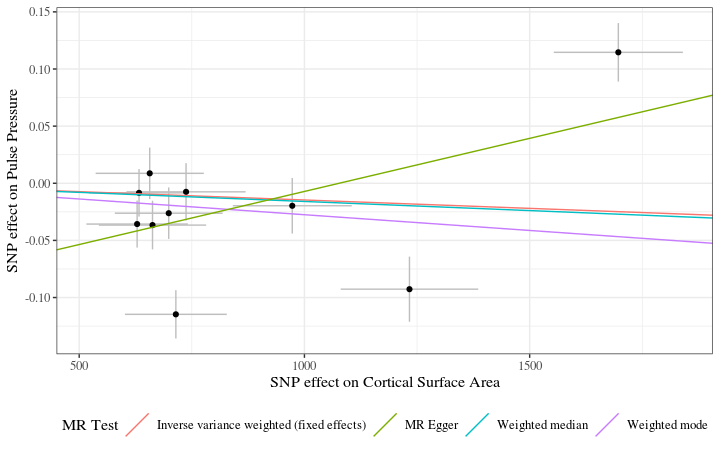 0.15
0.10
0.05
0.00
-0.05
-0.10
SNP effect on Pulse Pressure
500 1000 1500
SNP effect on Cortical Surface Area
MR Test Inverse variance weighted (fixed effects) MR Egger Weighted median Weighted mode